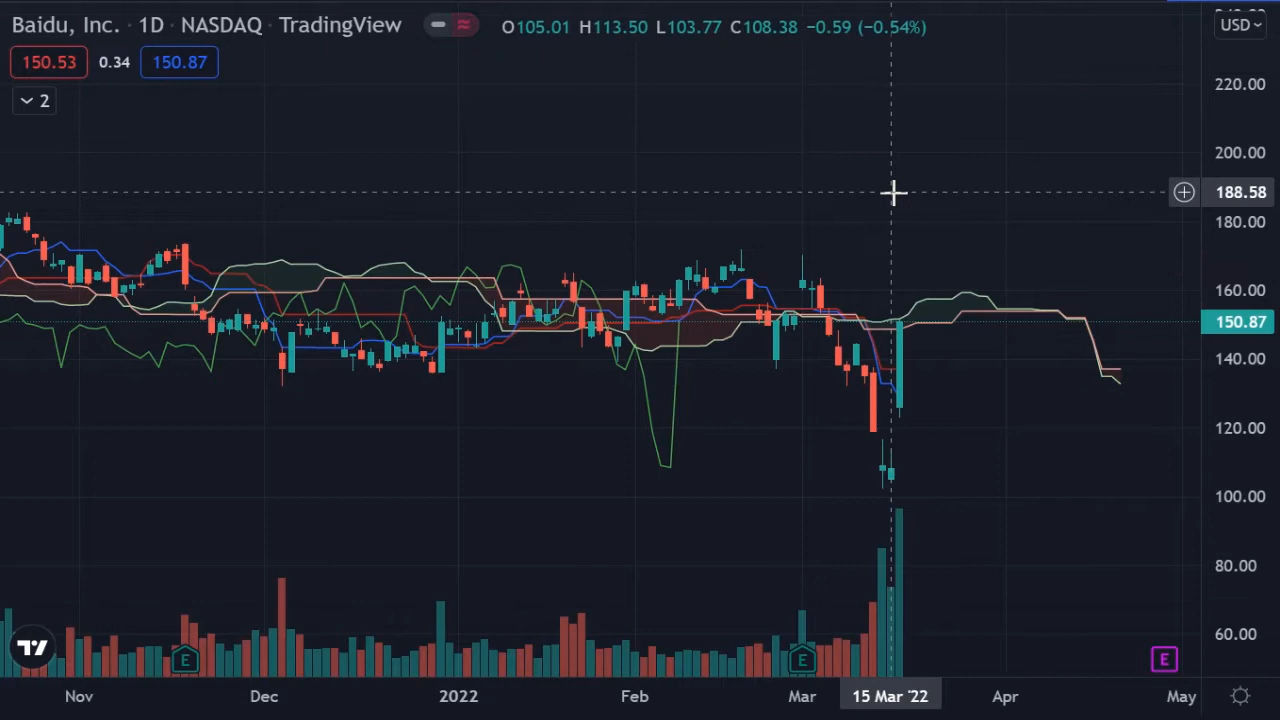 Baidu, Inc. · 1D · NASDAQ · TradingView O105.01 H113.50 L103.77 C108.38 −0.59 (−0.54%)
USD
150.53 0.34 150.87
2
220.00
200.00
188.58
180.00
160.00
150.87
140.00
120.00
100.00
80.00
60.00
E E E
Nov Dec 2022 Feb Mar 15 Mar '22 Apr May